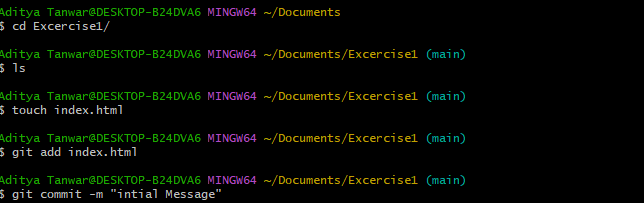 Aditya Tanwar@DESKTOP-B24DVA6 MINGW64 ~/Documents
$ cd Excercise1/
Aditya Tanwar@DESKTOP-B24DVA6 MINGW64 ~/Documents/Excercise1 (main)
$ ls
Aditya Tanwar@DESKTOP-B24DVA6 MINGW64 ~/Documents/Excercise1 (main)
$ touch index.html
Aditya Tanwar@DESKTOP-B24DVA6 MINGW64 ~/Documents/Excercise1 (main)
$ git add index.html
Aditya Tanwar@DESKTOP-B24DVA6 MINGW64 ~/Documents/Excercise1 (main)
$ git commit -m "intial Message"